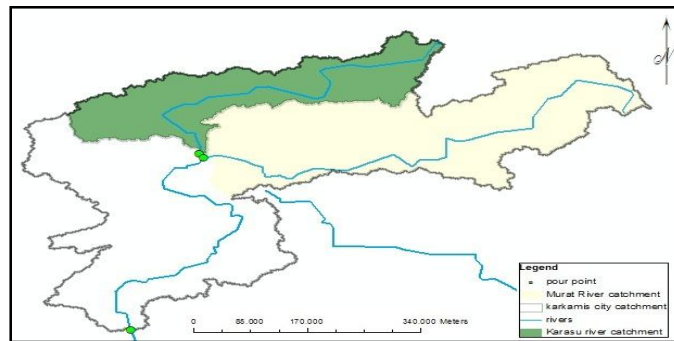 N
Legend
pour point
Murat River catchment
karkamis city catchment
rivers
Karasu river catchment
0 85.000 170.000 340.000 Meters